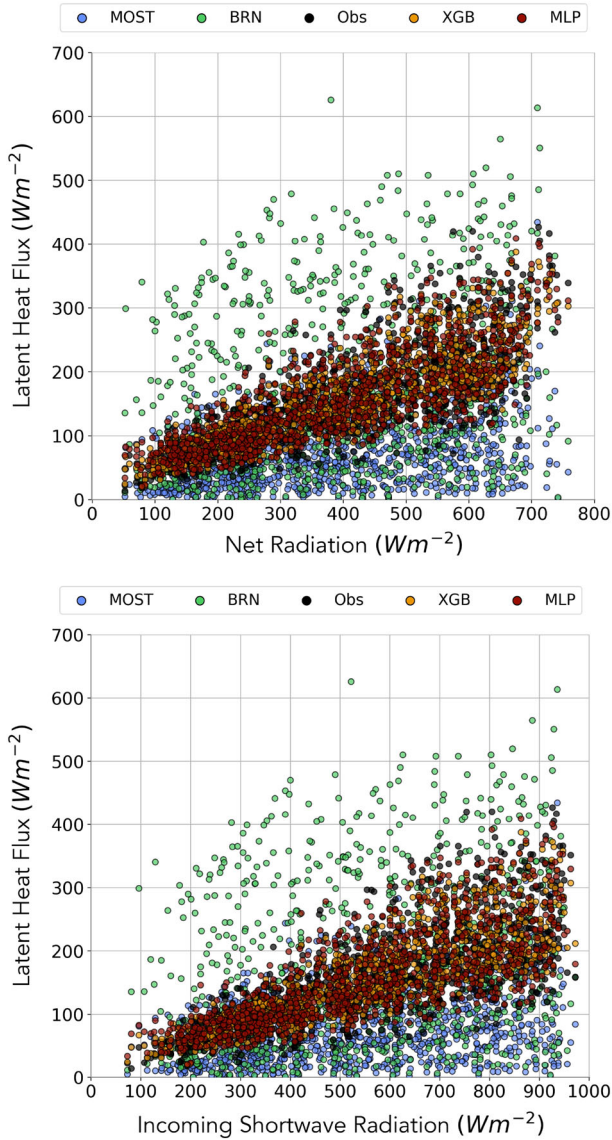 MOST BRN Obs XGB MLP
700
600
500
400
300
200
100
0
Latent Heat Flux (Wm⁻²)
0 100 200 300 400 500 600 700 800
Net Radiation (Wm⁻²)
MOST BRN Obs XGB MLP
700
600
500
400
300
200
100
0
Latent Heat Flux (Wm⁻²)
0 100 200 300 400 500 600 700 800 900 1000
Incoming Shortwave Radiation (Wm⁻²)